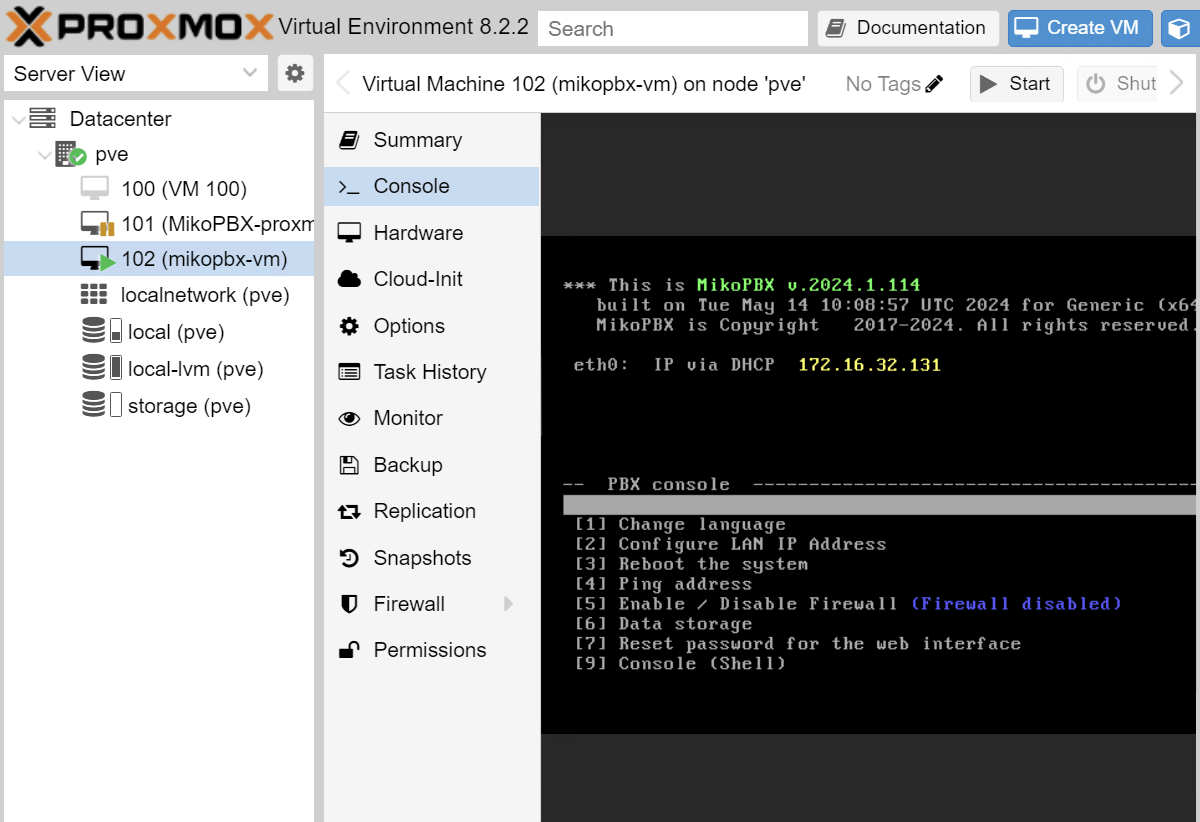 PROXMOX Virtual Environment 8.2.2 Search Documentation Create VM
Server View
Virtual Machine 102 (mikopbx-vm) on node 'pve' No Tags Start Shut
Datacenter
pve
100 (VM 100)
101 (MikoPBX-proxm
102 (mikopbx-vm)
localnetwork (pve)
local (pve)
local-lvm (pve)
storage (pve)
Summary
Console
Hardware
Cloud-Init
Options
Task History
Monitor
Backup
Replication
Snapshots
Firewall
Permissions
*** This is MikoPBX v.2024.1.114
built on Tue May 14 10:08:57 UTC 2024 for Generic (x64
MikoPBX is Copyright 2017-2024. All rights reserved.
eth0: IP via DHCP 172.16.32.131
-- PBX console ----------------------------------------
[1] Change language
[2] Configure LAN IP Address
[3] Reboot the system
[4] Ping address
[5] Enable / Disable Firewall (Firewall disabled)
[6] Data storage
[7] Reset password for the web interface
[9] Console (Shell)